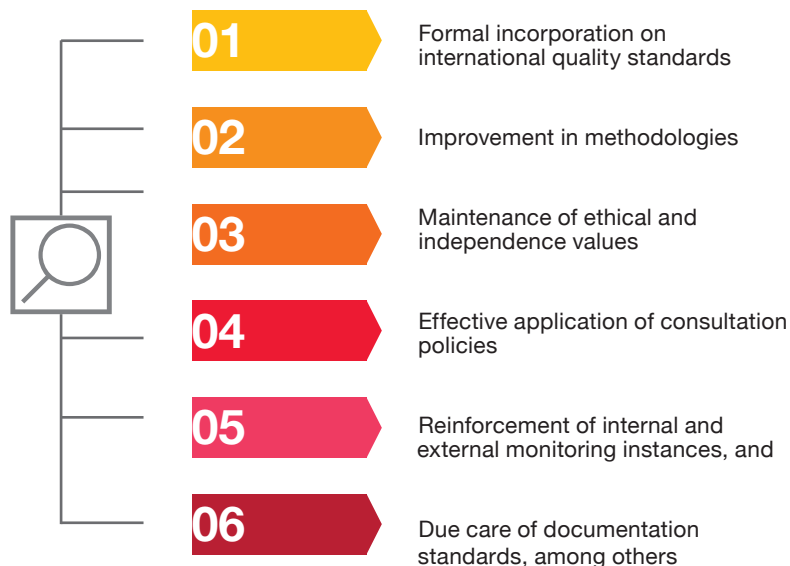 01
Formal incorporation on
international quality standards
02
Improvement in methodologies
03
Maintenance of ethical and
independence values
04
Effective application of consultation
policies
05
Reinforcement of internal and
external monitoring instances, and
06
Due care of documentation
standards, among others